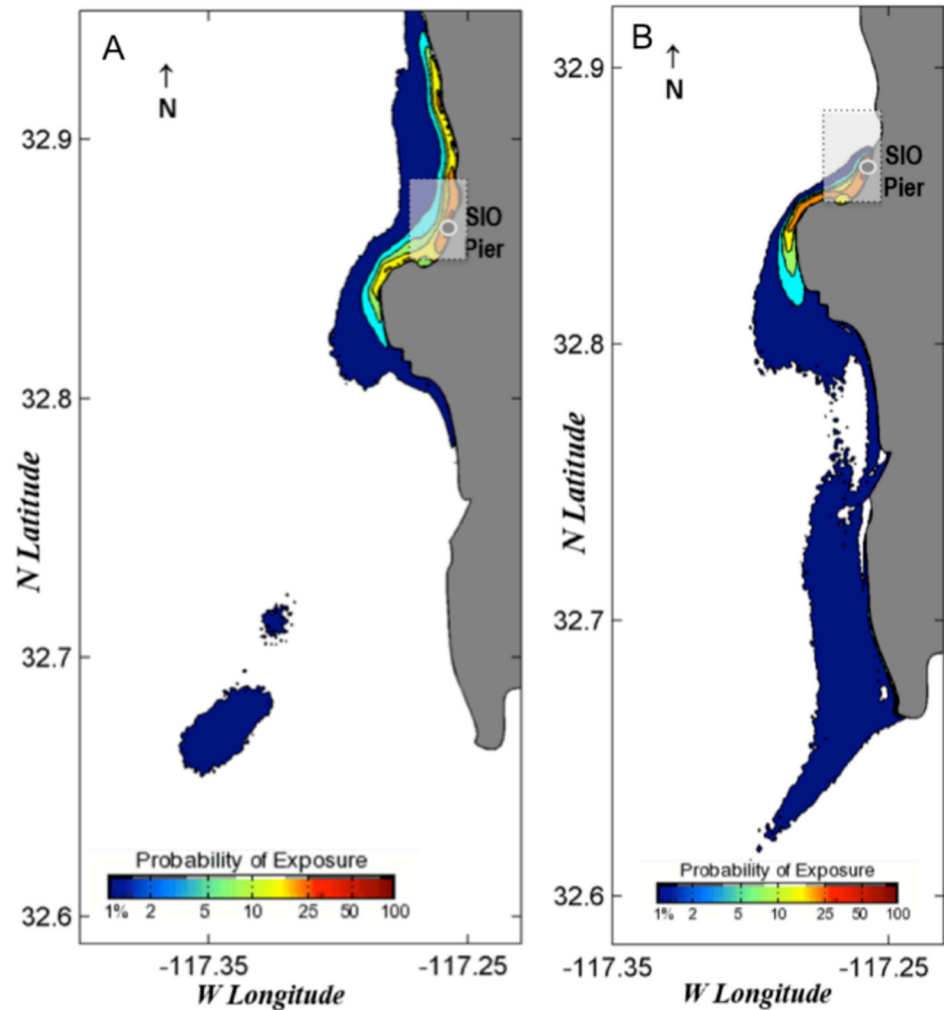 A
↑
N
32.9
32.8
32.7
32.6
N Latitude
SIO
Pier
Probability of Exposure
1% 2 5 10 25 50 100
-117.35 -117.25
W Longitude
B
↑
N
32.9
32.8
32.7
32.6
N Latitude
SIO
Pier
Probability of Exposure
1% 2 5 10 25 50 100
-117.35 -117.25
W Longitude